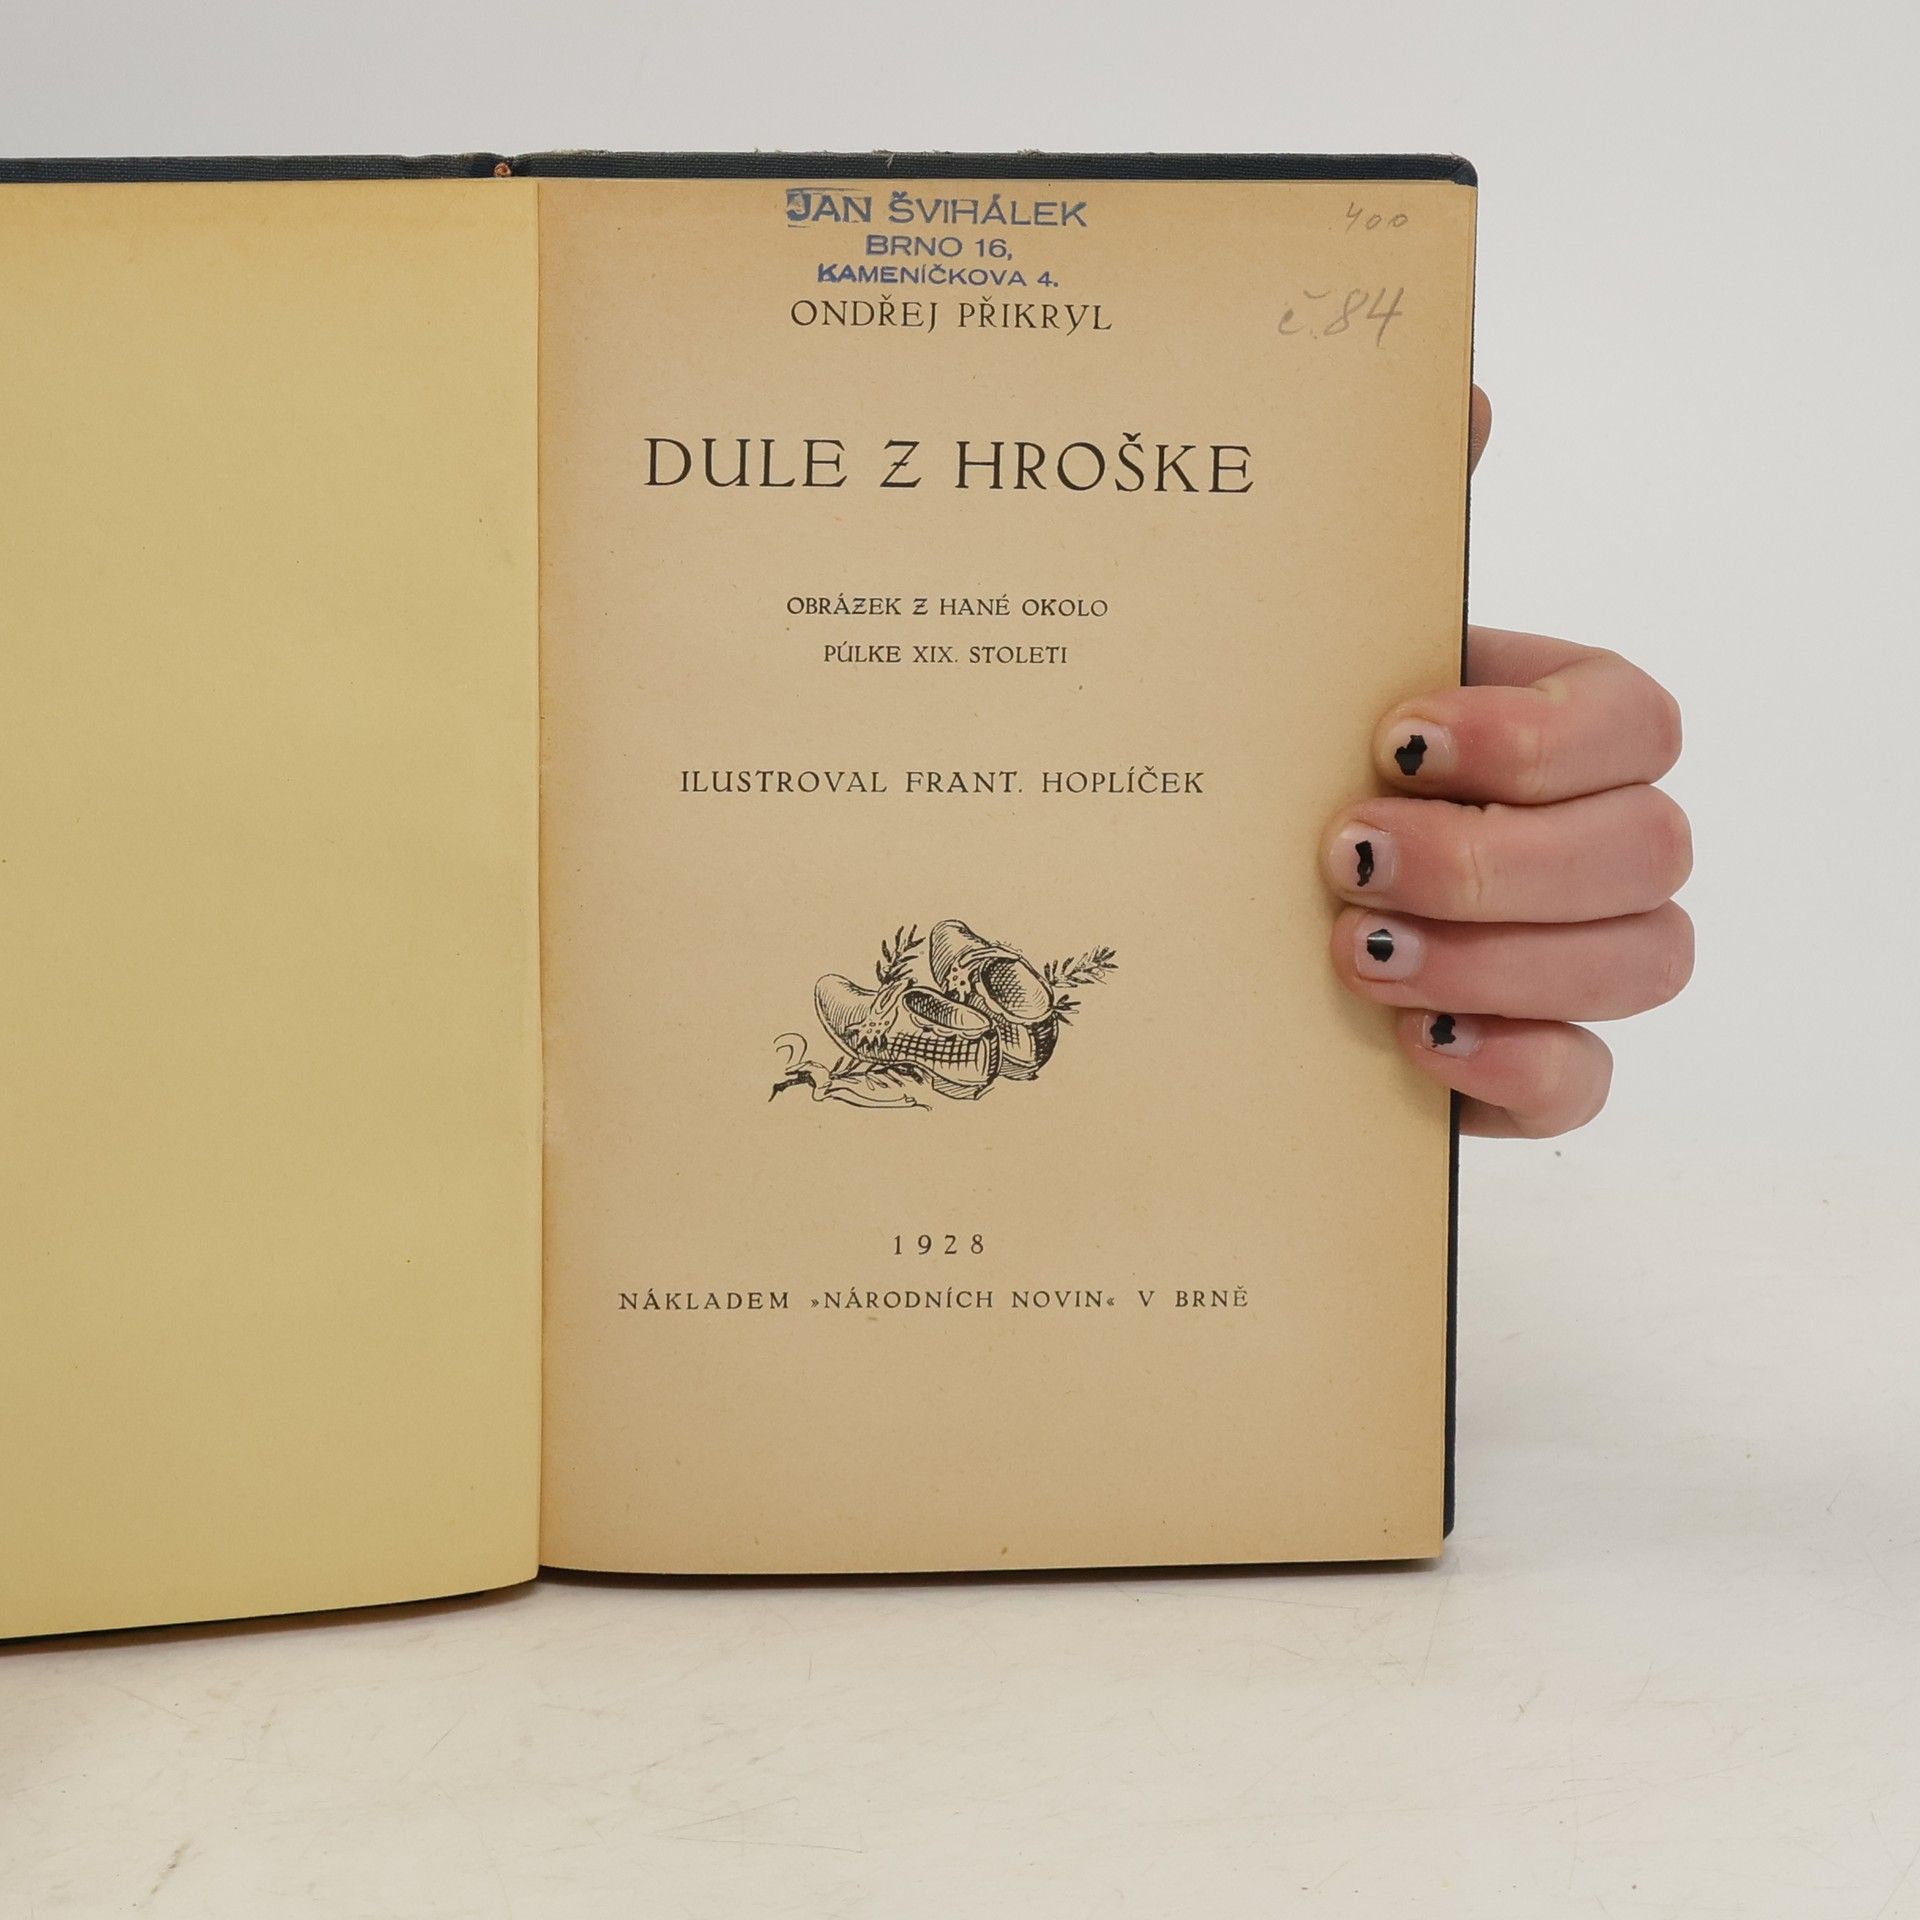 JAN ŠVIHÁLEK
BRNO 16,
KAMENÍČKOVA 4.
400
č. 84
ONDŘEJ PŘIKRYL
DULE Z HROŠKE
OBRÁZEK Z HANÉ OKOLO
PÚLKE XIX. STOLETI
ILUSTROVAL FRANT. HOPLÍČEK
1928
NÁKLADEM »NÁRODNÍCH NOVIN« V BRNĚ